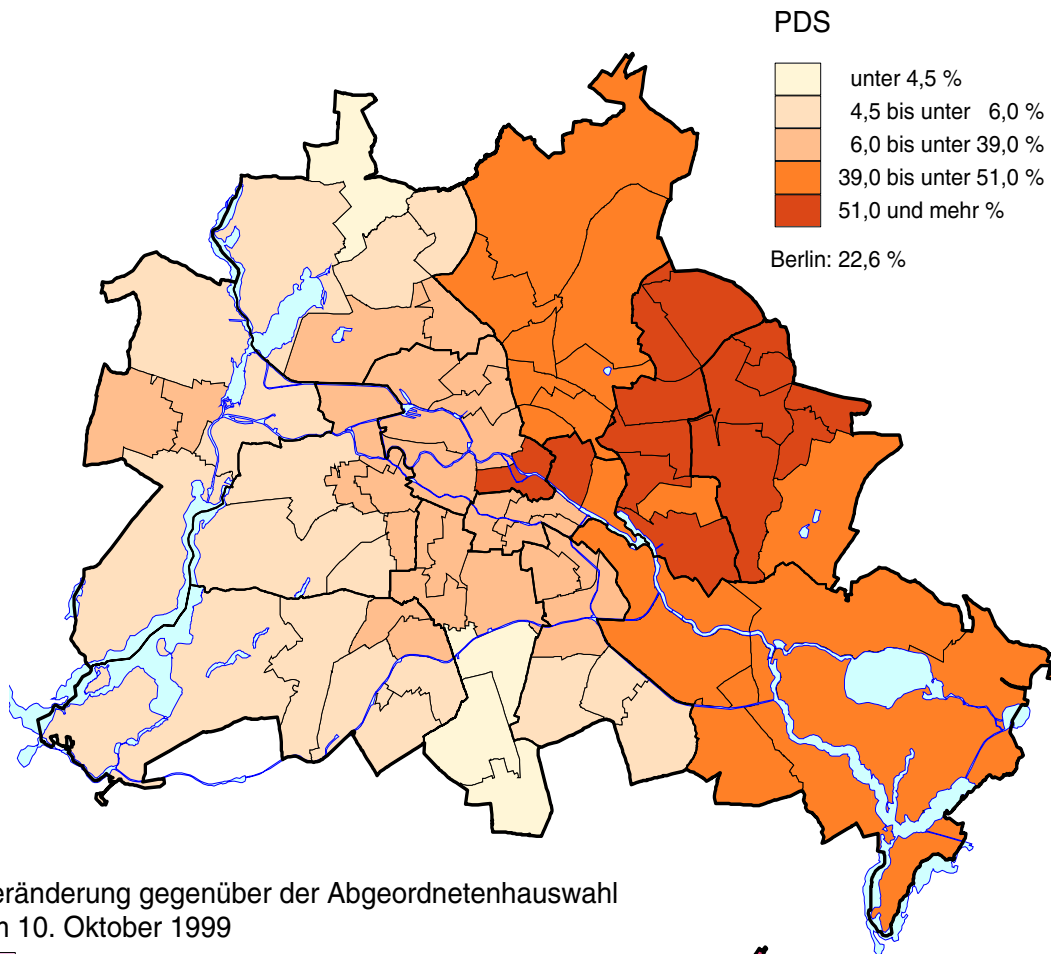 PDS
unter 4,5 %
4,5 bis unter 6,0 %
6,0 bis unter 39,0 %
39,0 bis unter 51,0 %
51,0 und mehr %
Berlin: 22,6 %
eränderung gegenüber der Abgeordnetenhauswahl
10. Oktober 1999